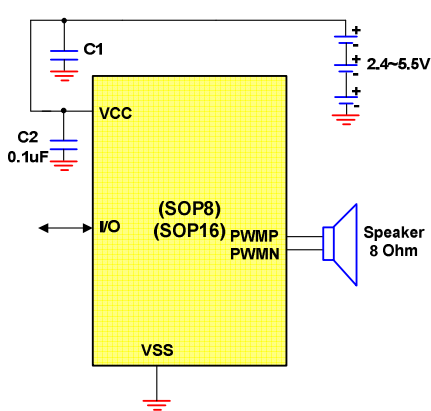 C1
+
-
+
-
+
-
2.4~5.5V
VCC
C2
0.1uF
I/O
(SOP8)
(SOP16)
PWMP
PWMN
Speaker
8 Ohm
VSS